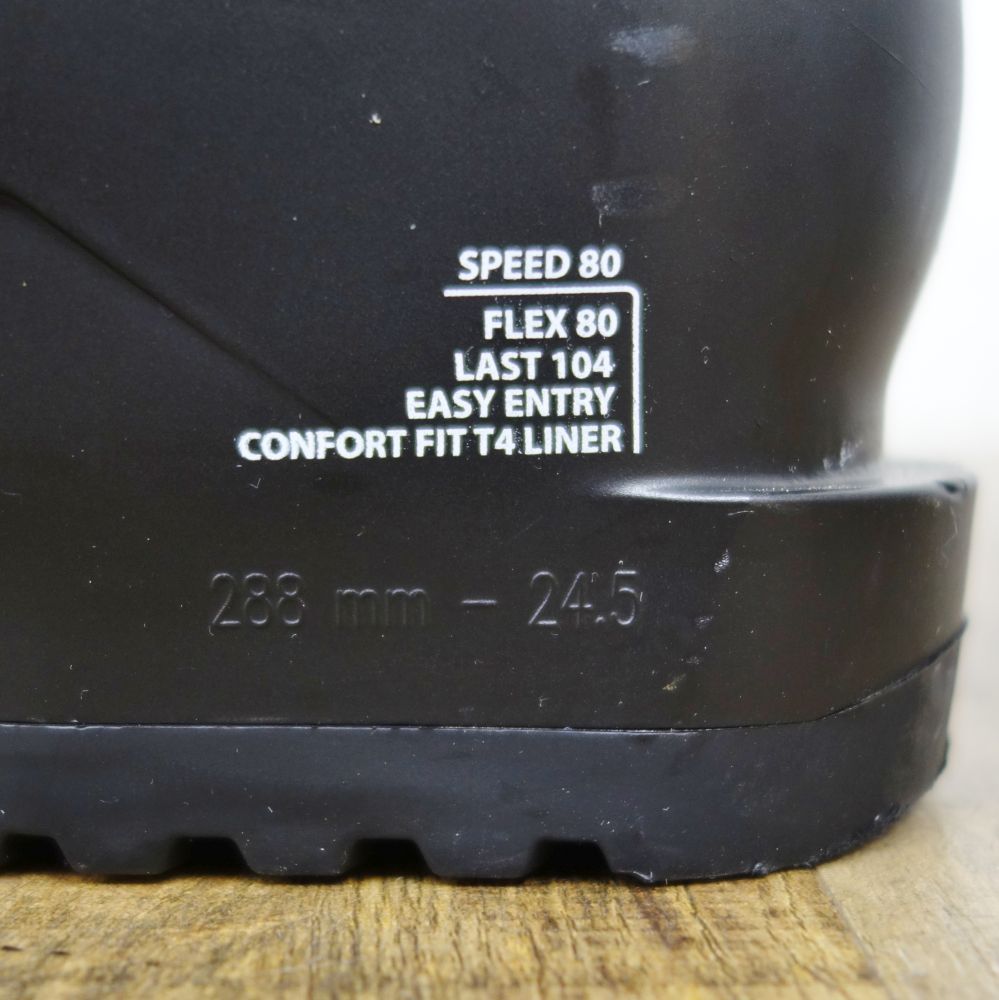 SPEED 80
FLEX 80
LAST 104
EASY ENTRY
CONFORT FIT T4 LINER
288 mm - 24.5